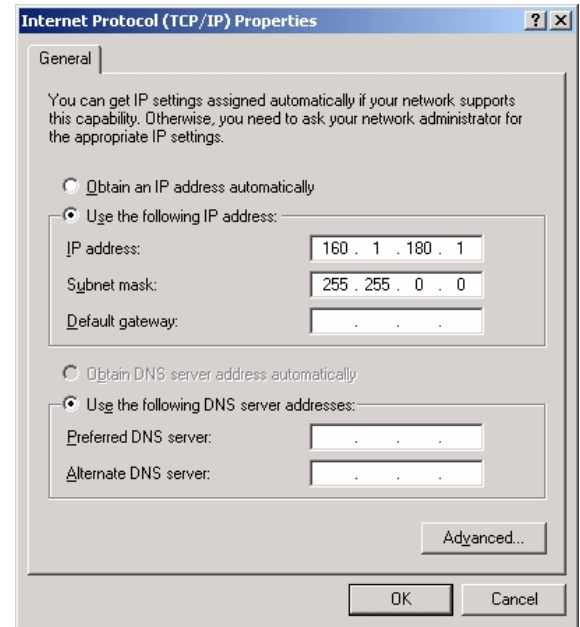 Internet Protocol (TCP/IP) Properties
General
You can get IP settings assigned automatically if your network supports
this capability. Otherwise, you need to ask your network administrator for
the appropriate IP settings.
Obtain an IP address automatically
Use the following IP address:
IP address: 160 . 1 . 180 . 1
Subnet mask: 255 . 255 . 0 . 0
Default gateway: . . .
Obtain DNS server address automatically
Use the following DNS server addresses:
Preferred DNS server: . . .
Alternate DNS server: . . .
Advanced...
OK Cancel